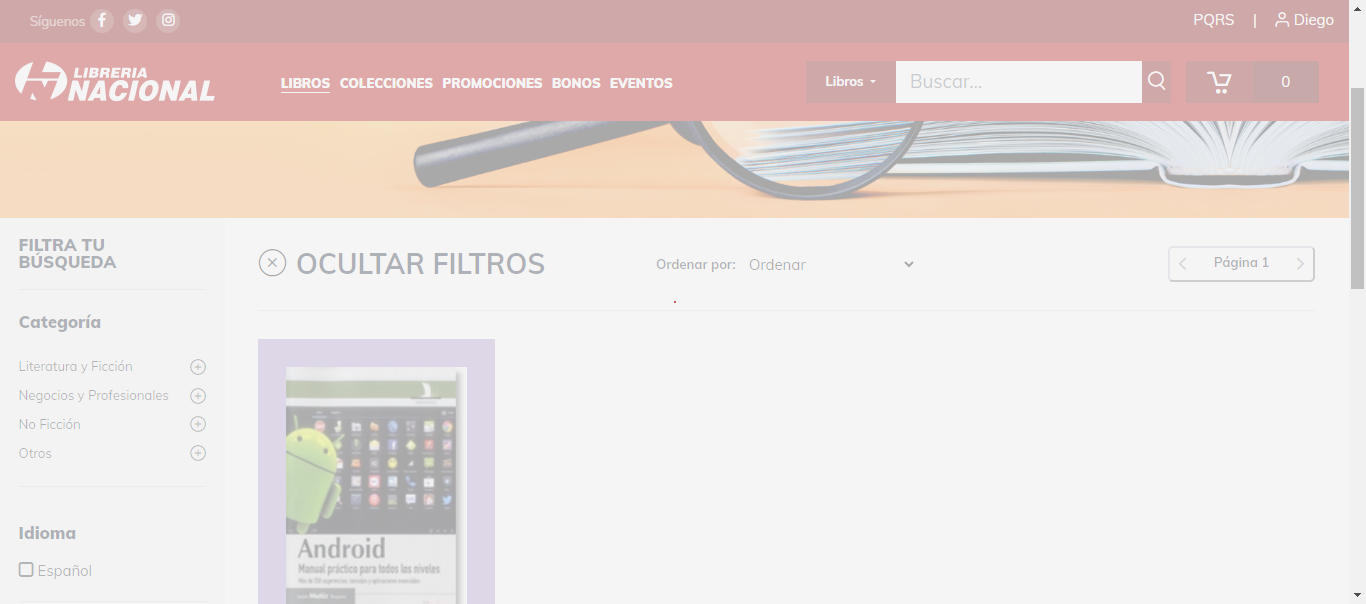 Síguenos
PQRS | Diego
LIBRERIA
NACIONAL
LIBROS COLECCIONES PROMOCIONES BONOS EVENTOS
Libros
Buscar...
0
FILTRA TU
BÚSQUEDA
OCULTAR FILTROS
Ordenar por: Ordenar
Página 1
Categoría
Literatura y Ficción
Negocios y Profesionales
No Ficción
Otros
Idioma
Español
Android
Manual práctico para todos los niveles